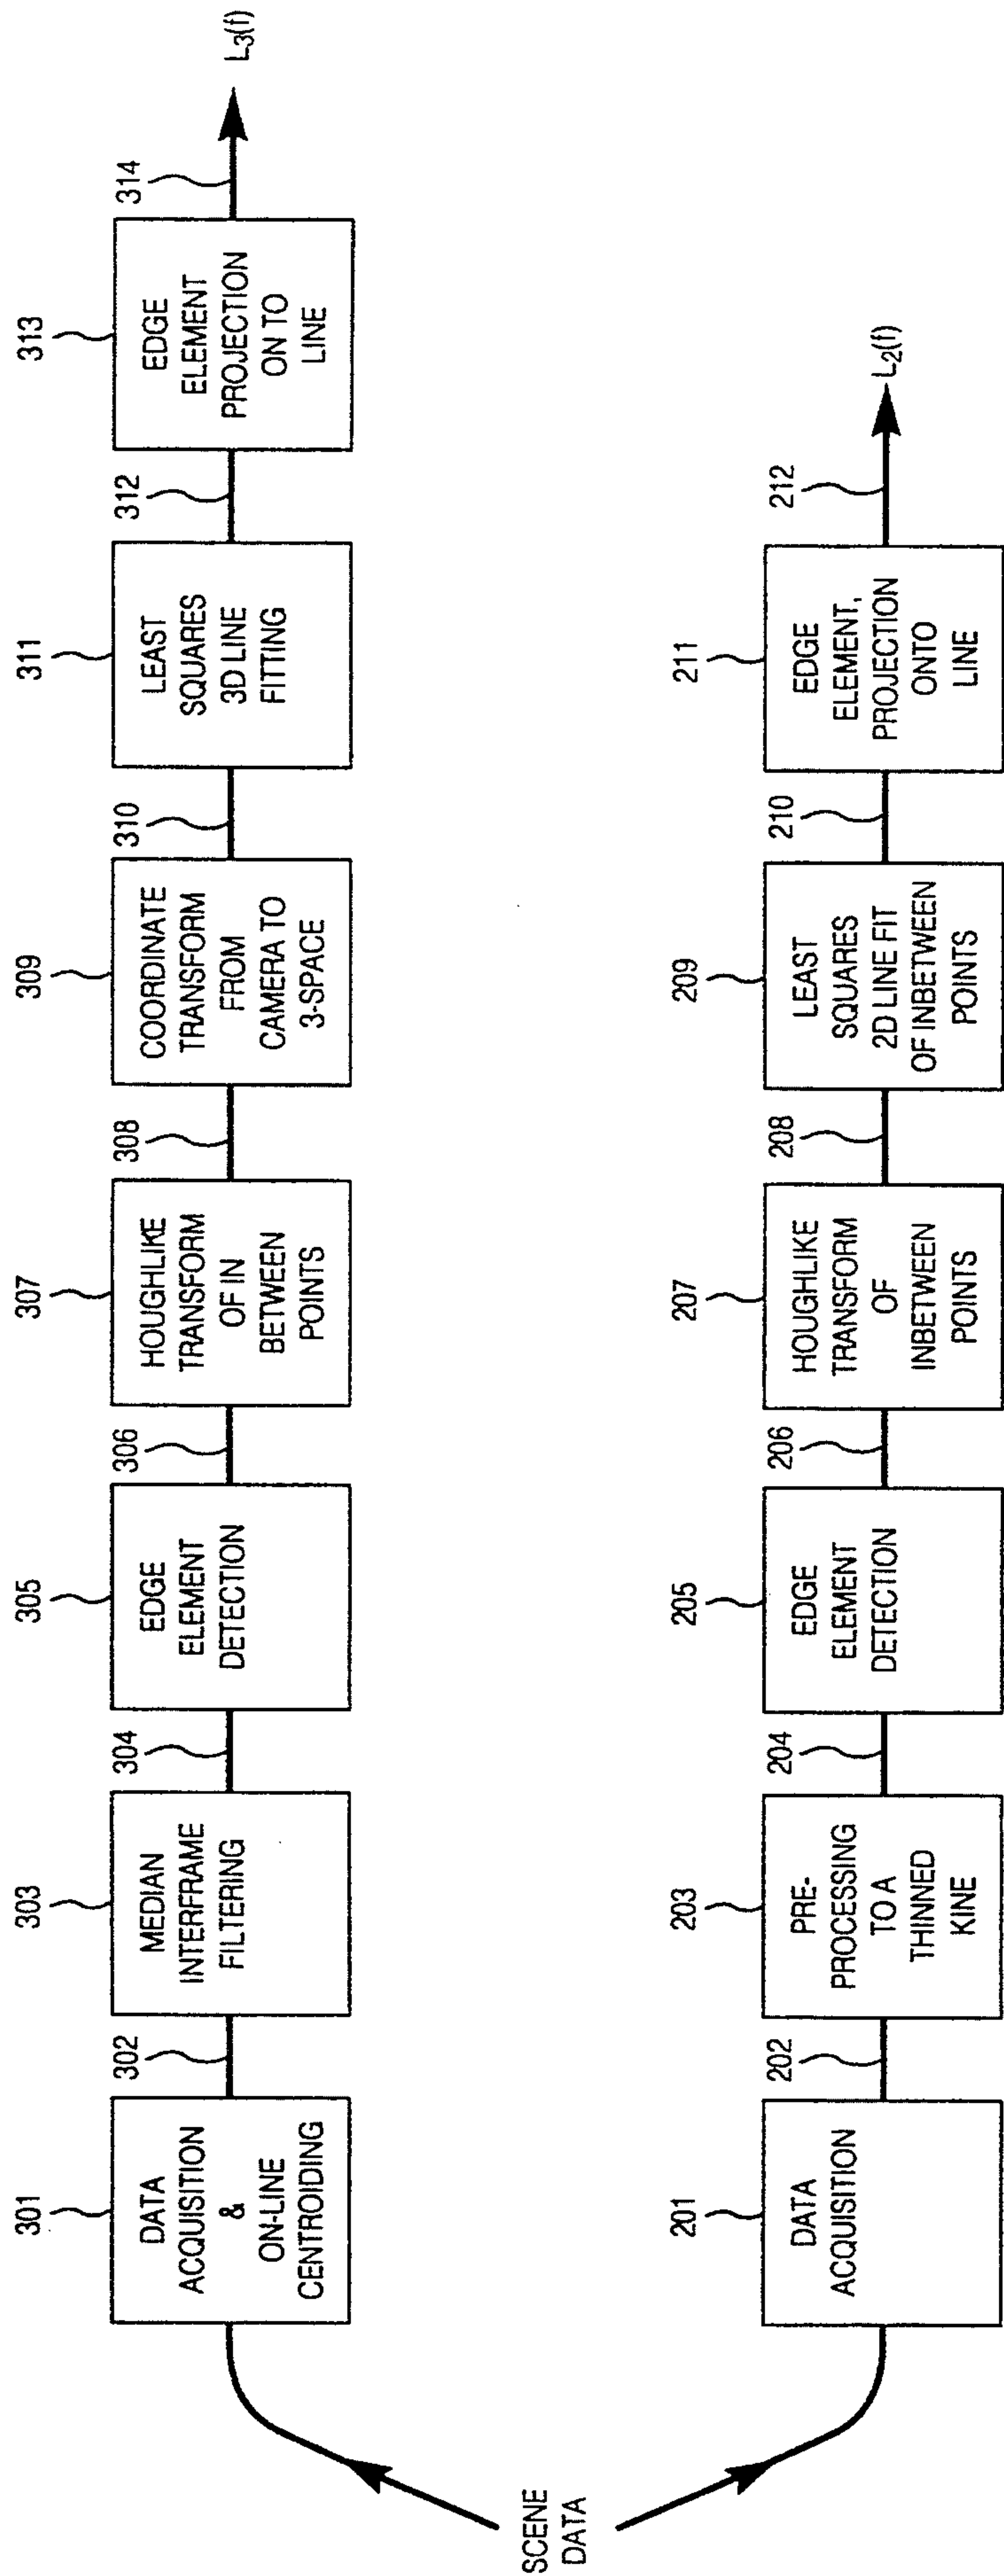 SCENE
DATA
301
DATA
ACQUISITION
&
ON-LINE
CENTROIDING
302
303
MEDIAN
INTERFRAME
FILTERING
304
305
EDGE
ELEMENT
DETECTION
306
307
HOUGHLIKE
TRANSFORM
OF IN
BETWEEN
POINTS
308
309
COORDINATE
TRANSFORM
FROM
CAMERA TO
3-SPACE
310
311
LEAST
SQUARES
3D LINE
FITTING
312
313
EDGE
ELEMENT
PROJECTION
ON TO
LINE
314
L3(f)
201
DATA
ACQUISITION
202
203
PRE-
PROCESSING
TO A
THINNED
KINE
204
205
EDGE
ELEMENT
DETECTION
206
207
HOUGHLIKE
TRANSFORM
OF
INBETWEEN
POINTS
208
209
LEAST
SQUARES
2D LINE FIT
OF INBETWEEN
POINTS
210
211
EDGE
ELEMENT,
PROJECTION
ONTO
LINE
212
L2(f)